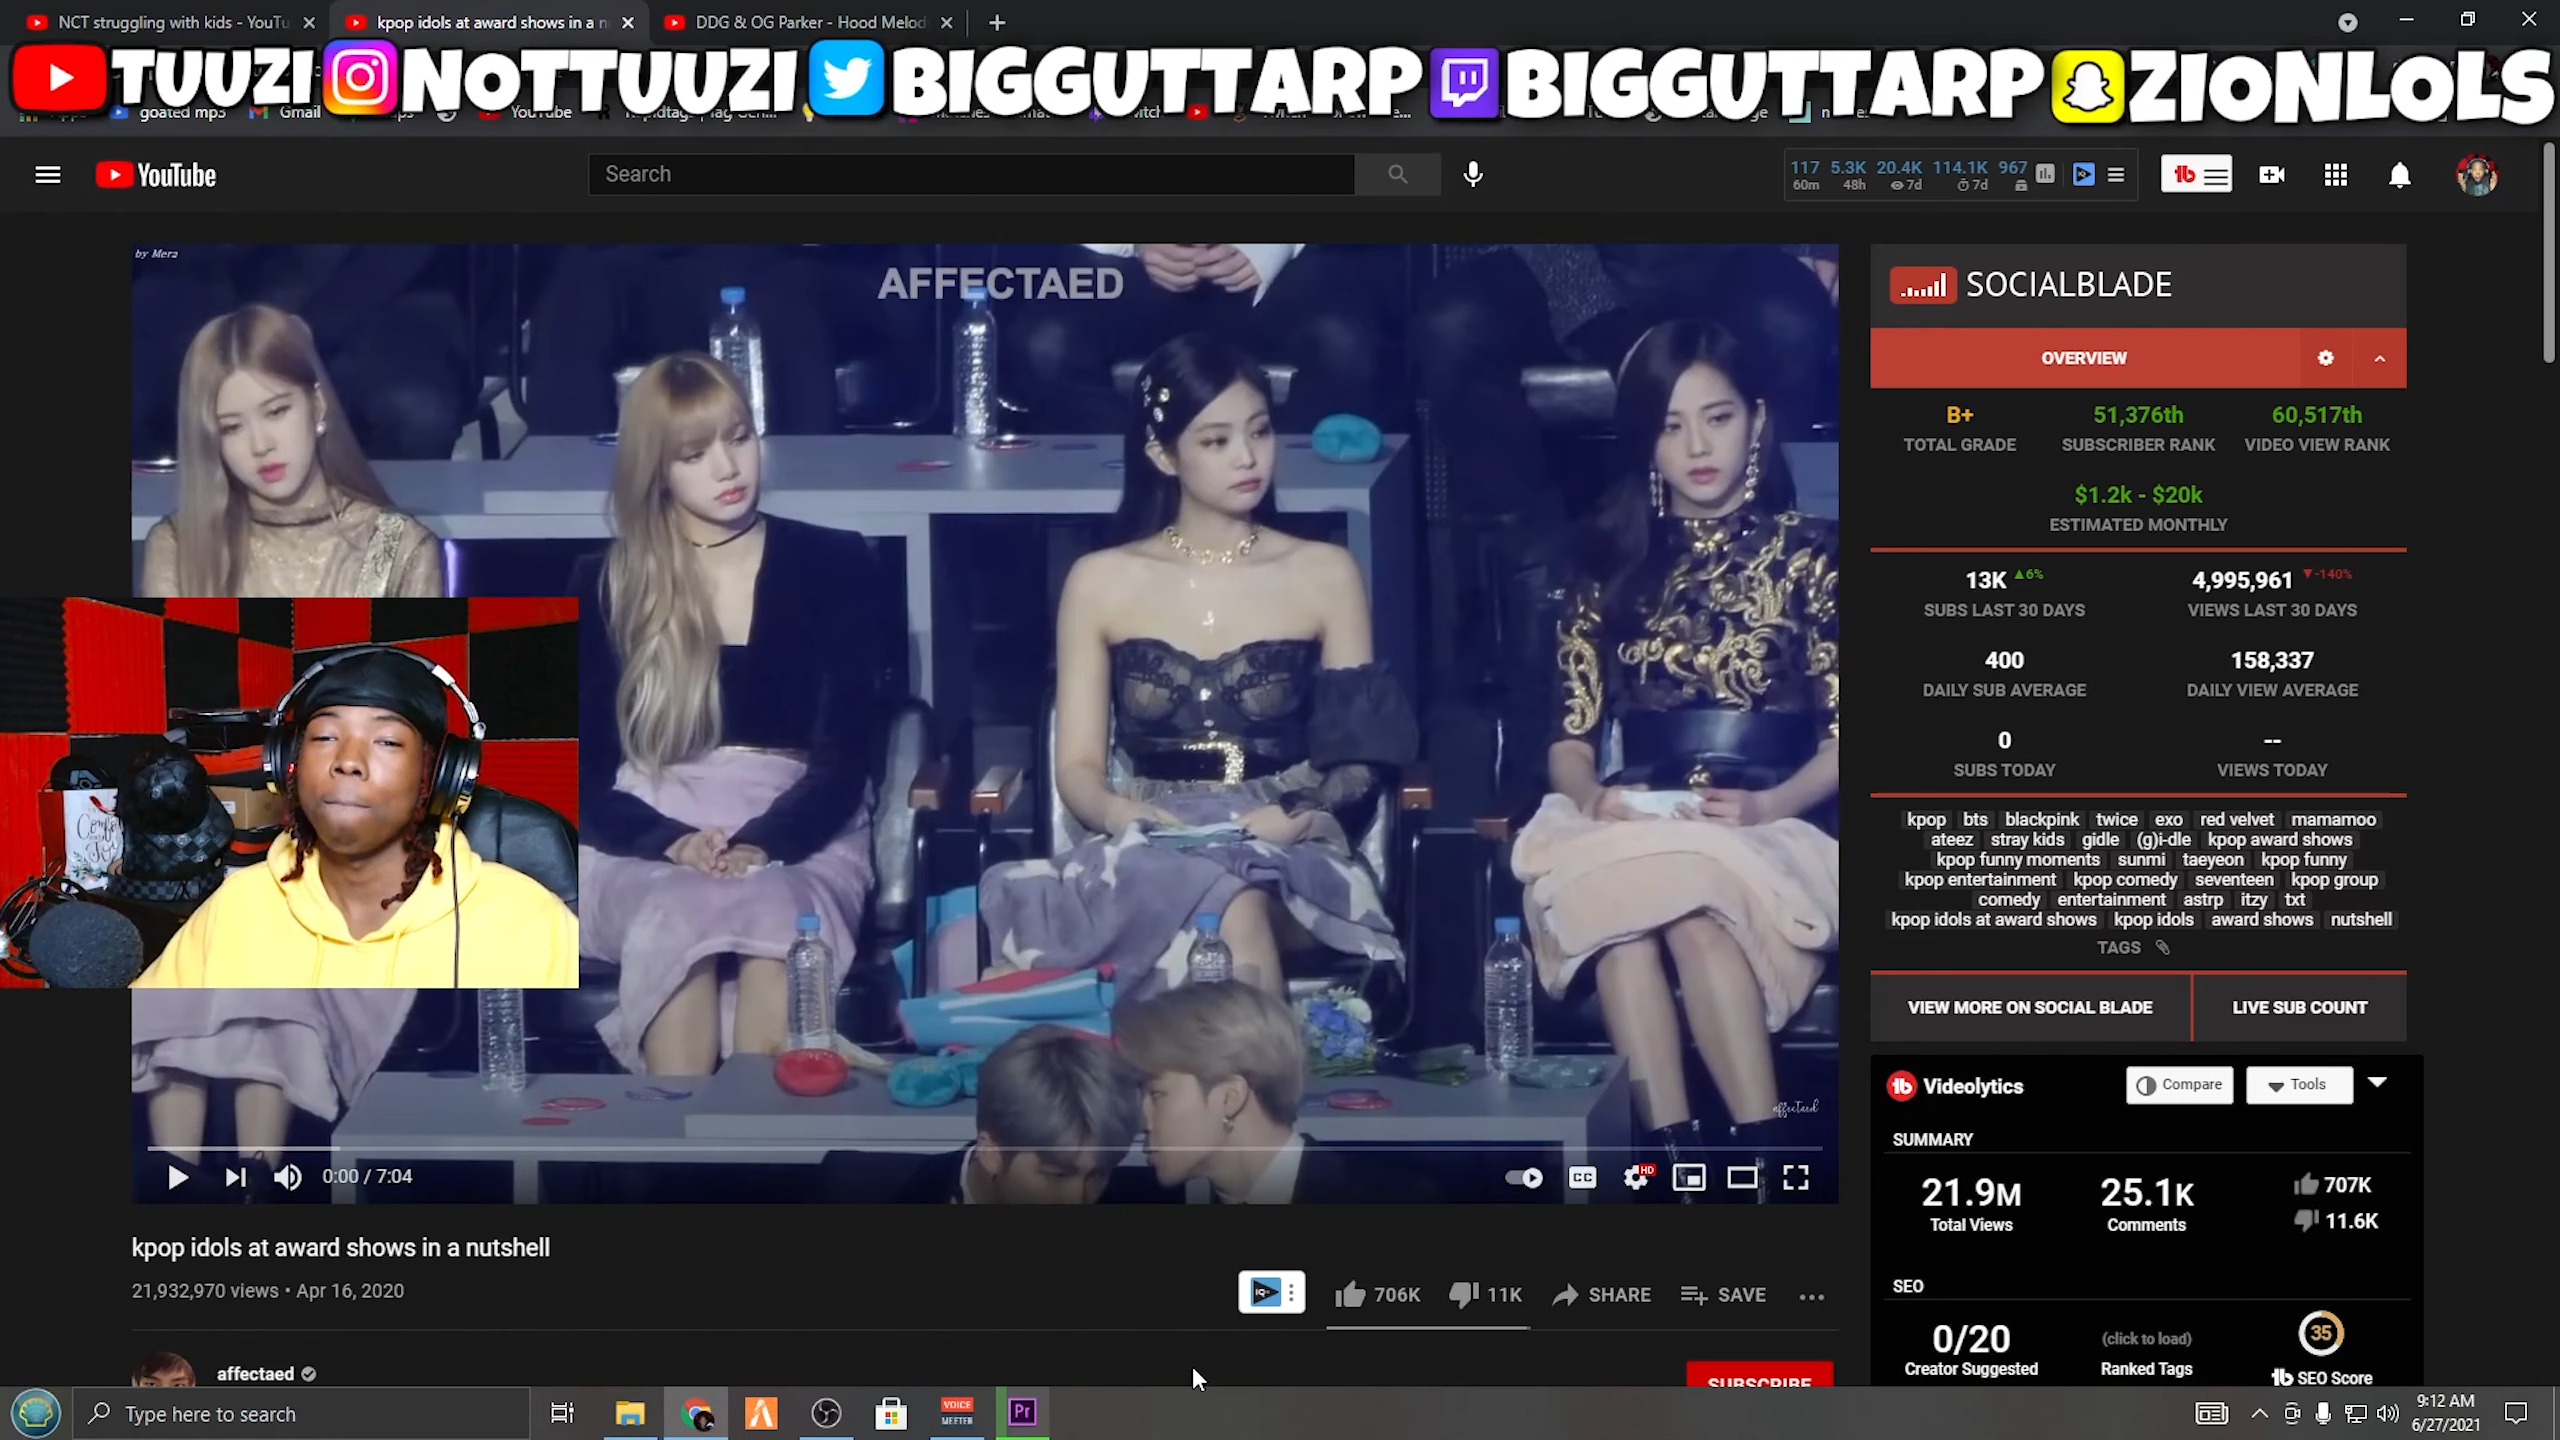 NCT struggling with kids - YouTu
kpop idols at award shows in a n
DDG & OG Parker - Hood Melod
TUUZI NOTTUUZI BIGGUTTARP BIGGUTTARP ZIONLOLS
goated mp3 Gmail YouTube
YouTube
Search
117 5.3K 20.4K 114.1K 967
60m 48h 7d 7d
by Mera
AFFECTAED
affectaed
0:00 / 7:04
CC
HD
kpop idols at award shows in a nutshell
21,932,970 views • Apr 16, 2020
IQ
706K 11K SHARE SAVE
affectaed
SUBSCRIBE
SOCIALBLADE
OVERVIEW
B+ 51,376th 60,517th
TOTAL GRADE SUBSCRIBER RANK VIDEO VIEW RANK
$1.2k - $20k
ESTIMATED MONTHLY
13K ▲6% 4,995,961 ▼-140%
SUBS LAST 30 DAYS VIEWS LAST 30 DAYS
400 158,337
DAILY SUB AVERAGE DAILY VIEW AVERAGE
0 --
SUBS TODAY VIEWS TODAY
kpop bts blackpink twice exo red velvet mamamoo
ateez stray kids gidle (g)i-dle kpop award shows
kpop funny moments sunmi taeyeon kpop funny
kpop entertainment kpop comedy seventeen kpop group
comedy entertainment astrp itzy txt
kpop idols at award shows kpop idols award shows nutshell
TAGS
VIEW MORE ON SOCIAL BLADE LIVE SUB COUNT
tb Videolytics Compare Tools
SUMMARY
21.9M 25.1K 707K
Total Views Comments 11.6K
SEO
0/20 (click to load) 35
Creator Suggested Ranked Tags tb SEO Score
Type here to search
VOICE
MEETER
Pr
9:12 AM
6/27/2021